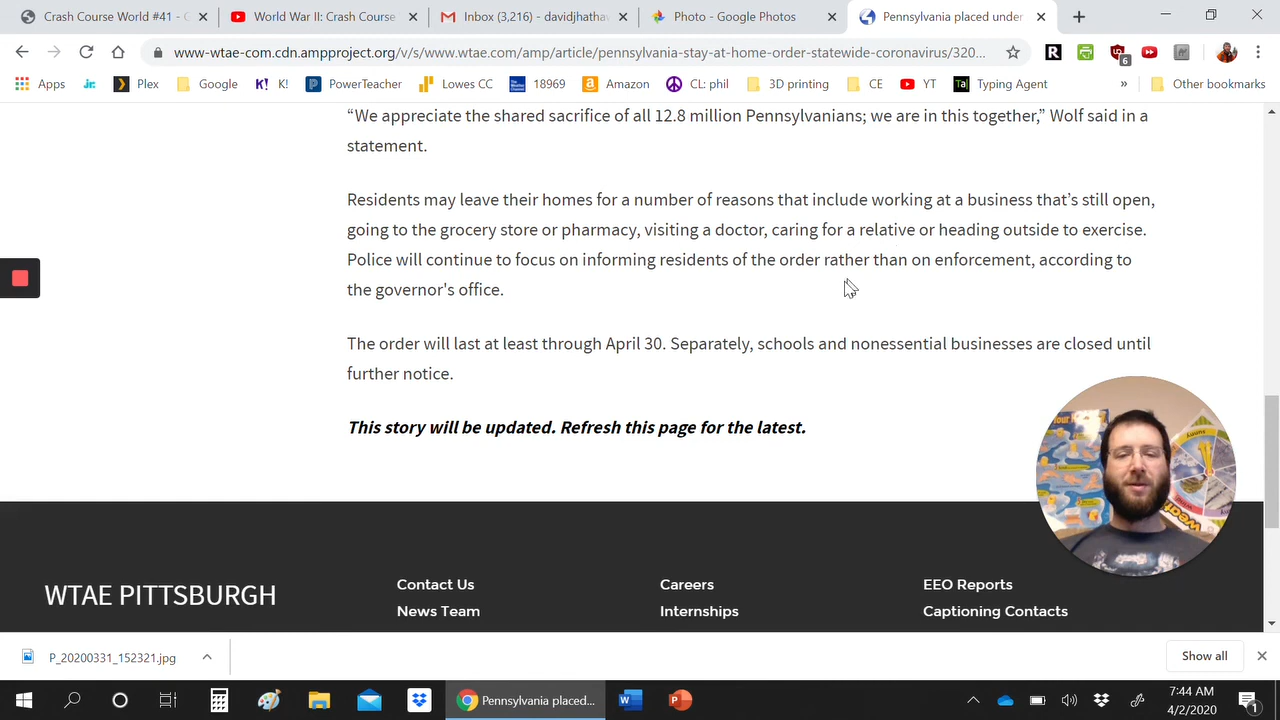 Crash Course World #41 - C
World War II: Crash Course
Inbox (3,216) - davidjhathav
Photo - Google Photos
Pennsylvania placed under
www-wtae-com.cdn.ampproject.org/v/s/www.wtae.com/amp/article/pennsylvania-stay-at-home-order-statewide-coronavirus/320...
R
6
Apps
Jr.
Plex
Google
K!
K!
PowerTeacher
Lowes CC
18969
Amazon
CL: phil
3D printing
CE
YT
Ta
Typing Agent
»
Other bookmarks
“We appreciate the shared sacrifice of all 12.8 million Pennsylvanians; we are in this together,” Wolf said in a
statement.
Residents may leave their homes for a number of reasons that include working at a business that’s still open,
going to the grocery store or pharmacy, visiting a doctor, caring for a relative or heading outside to exercise.
Police will continue to focus on informing residents of the order rather than on enforcement, according to
the governor's office.
The order will last at least through April 30. Separately, schools and nonessential businesses are closed until
further notice.
This story will be updated. Refresh this page for the latest.
WTAE PITTSBURGH
Contact Us
Careers
EEO Reports
News Team
Internships
Captioning Contacts
P_20200331_152321.jpg
Show all
Pennsylvania placed...
7:44 AM
4/2/2020
1